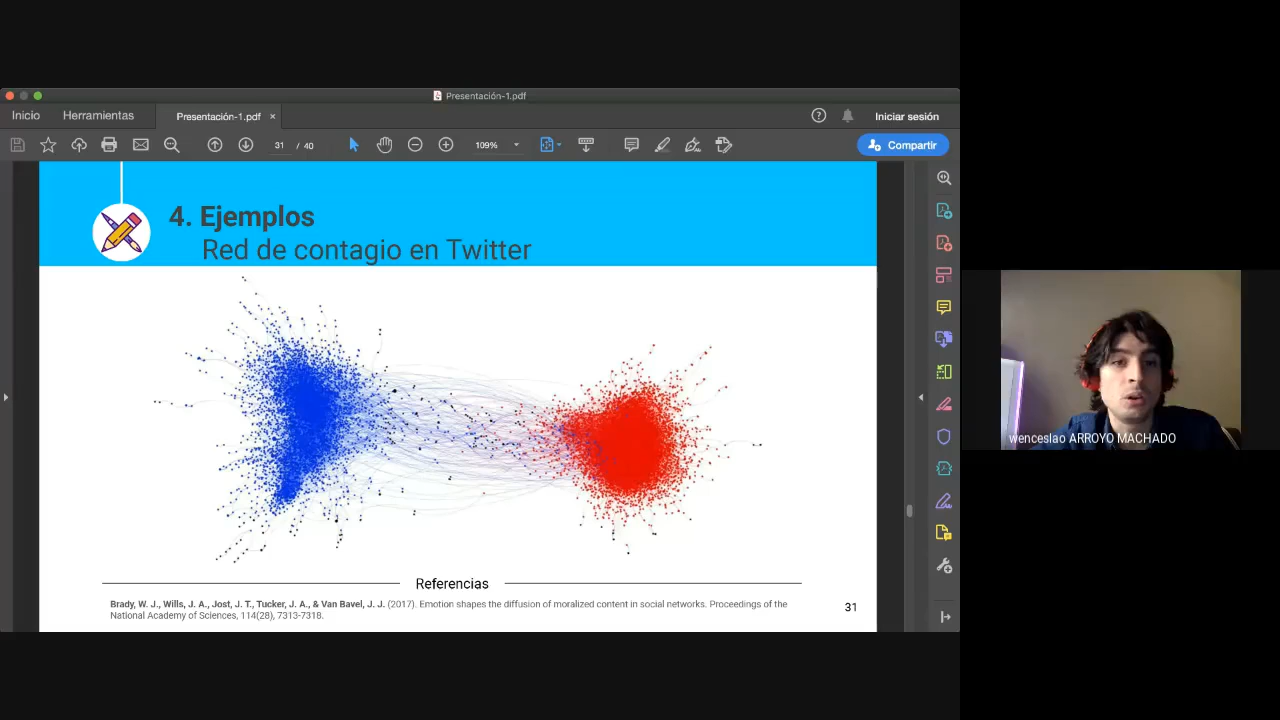 Presentación-1.pdf
Inicio
Herramientas
Presentación-1.pdf ×
Iniciar sesión
31 / 40
109%
Compartir
4. Ejemplos
Red de contagio en Twitter
wenceslao ARROYO MACHADO
Referencias
Brady, W. J., Wills, J. A., Jost, J. T., Tucker, J. A., & Van Bavel, J. J. (2017). Emotion shapes the diffusion of moralized content in social networks. Proceedings of the
National Academy of Sciences, 114(28), 7313-7318.
31